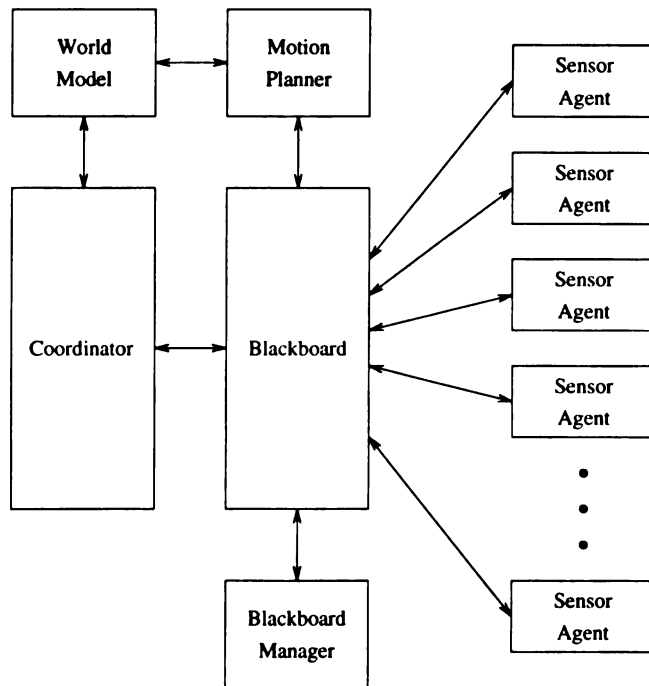 World
Model
Motion
Planner
Sensor
Agent
Sensor
Agent
Sensor
Agent
Coordinator
Blackboard
Sensor
Agent
Blackboard
Manager
Sensor
Agent